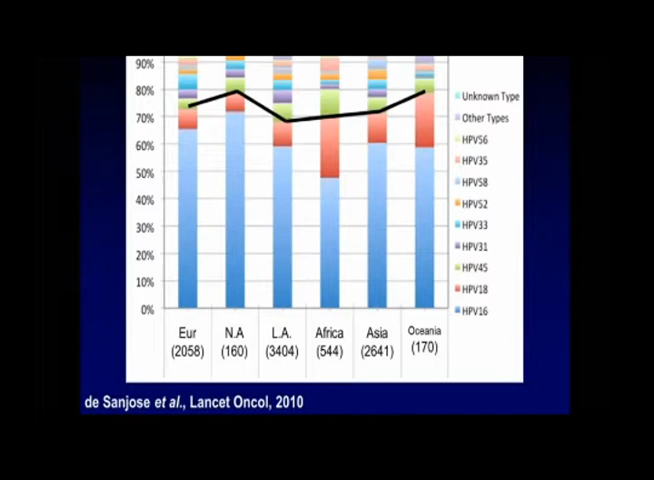 90%
80%
70%
60%
50%
40%
30%
20%
10%
0%
Unknown Type
Other Types
HPV56
HPV35
HPV58
HPV52
HPV33
HPV31
HPV45
HPV18
HPV16
Eur N.A L.A. Africa Asia Oceania
(2058) (160) (3404) (544) (2641) (170)
de Sanjose et al., Lancet Oncol, 2010